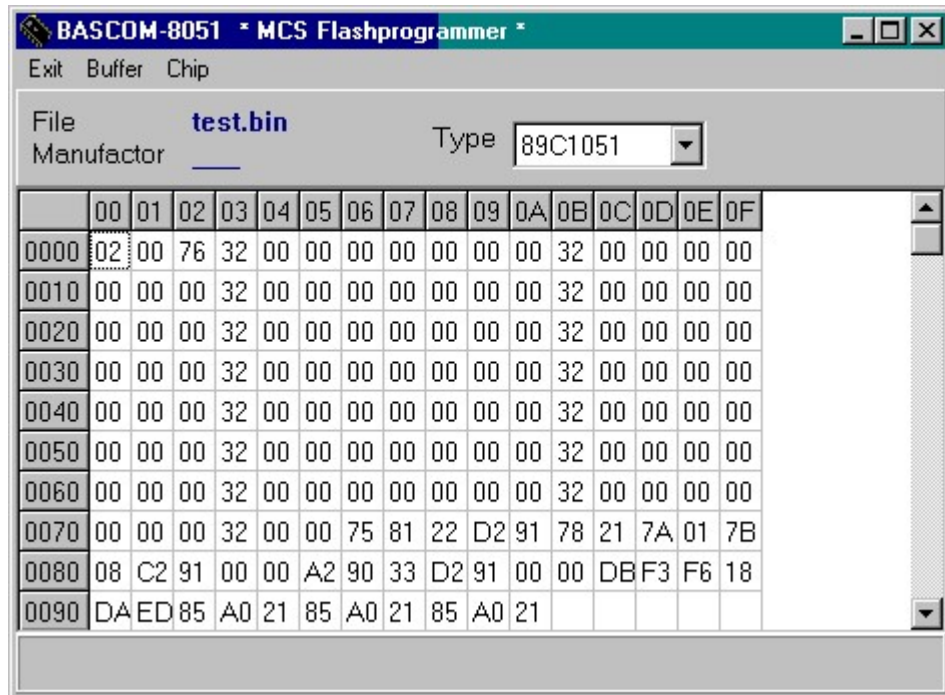 BASCOM-8051 * MCS Flashprogrammer *
Exit Buffer Chip
File test.bin Type 89C1051
Manufactor ___
00 01 02 03 04 05 06 07 08 09 0A 0B 0C 0D 0E 0F
0000 02 00 76 32 00 00 00 00 00 00 00 32 00 00 00 00
0010 00 00 00 32 00 00 00 00 00 00 00 32 00 00 00 00
0020 00 00 00 32 00 00 00 00 00 00 00 32 00 00 00 00
0030 00 00 00 32 00 00 00 00 00 00 00 32 00 00 00 00
0040 00 00 00 32 00 00 00 00 00 00 00 32 00 00 00 00
0050 00 00 00 32 00 00 00 00 00 00 00 32 00 00 00 00
0060 00 00 00 32 00 00 00 00 00 00 00 32 00 00 00 00
0070 00 00 00 32 00 00 75 81 22 D2 91 78 21 7A 01 7B
0080 08 C2 91 00 00 A2 90 33 D2 91 00 00 DB F3 F6 18
0090 DA ED 85 A0 21 85 A0 21 85 A0 21